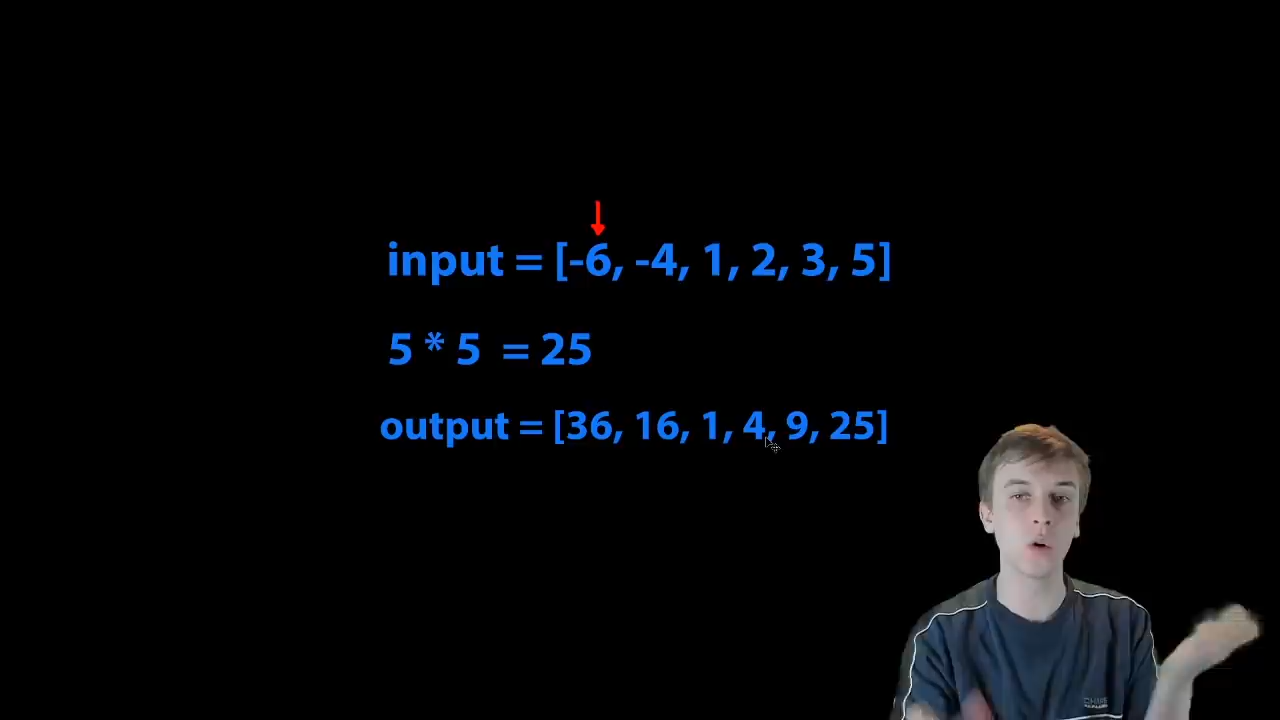 input = [-6, -4, 1, 2, 3, 5]
5 * 5 = 25
output = [36, 16, 1, 4, 9, 25]